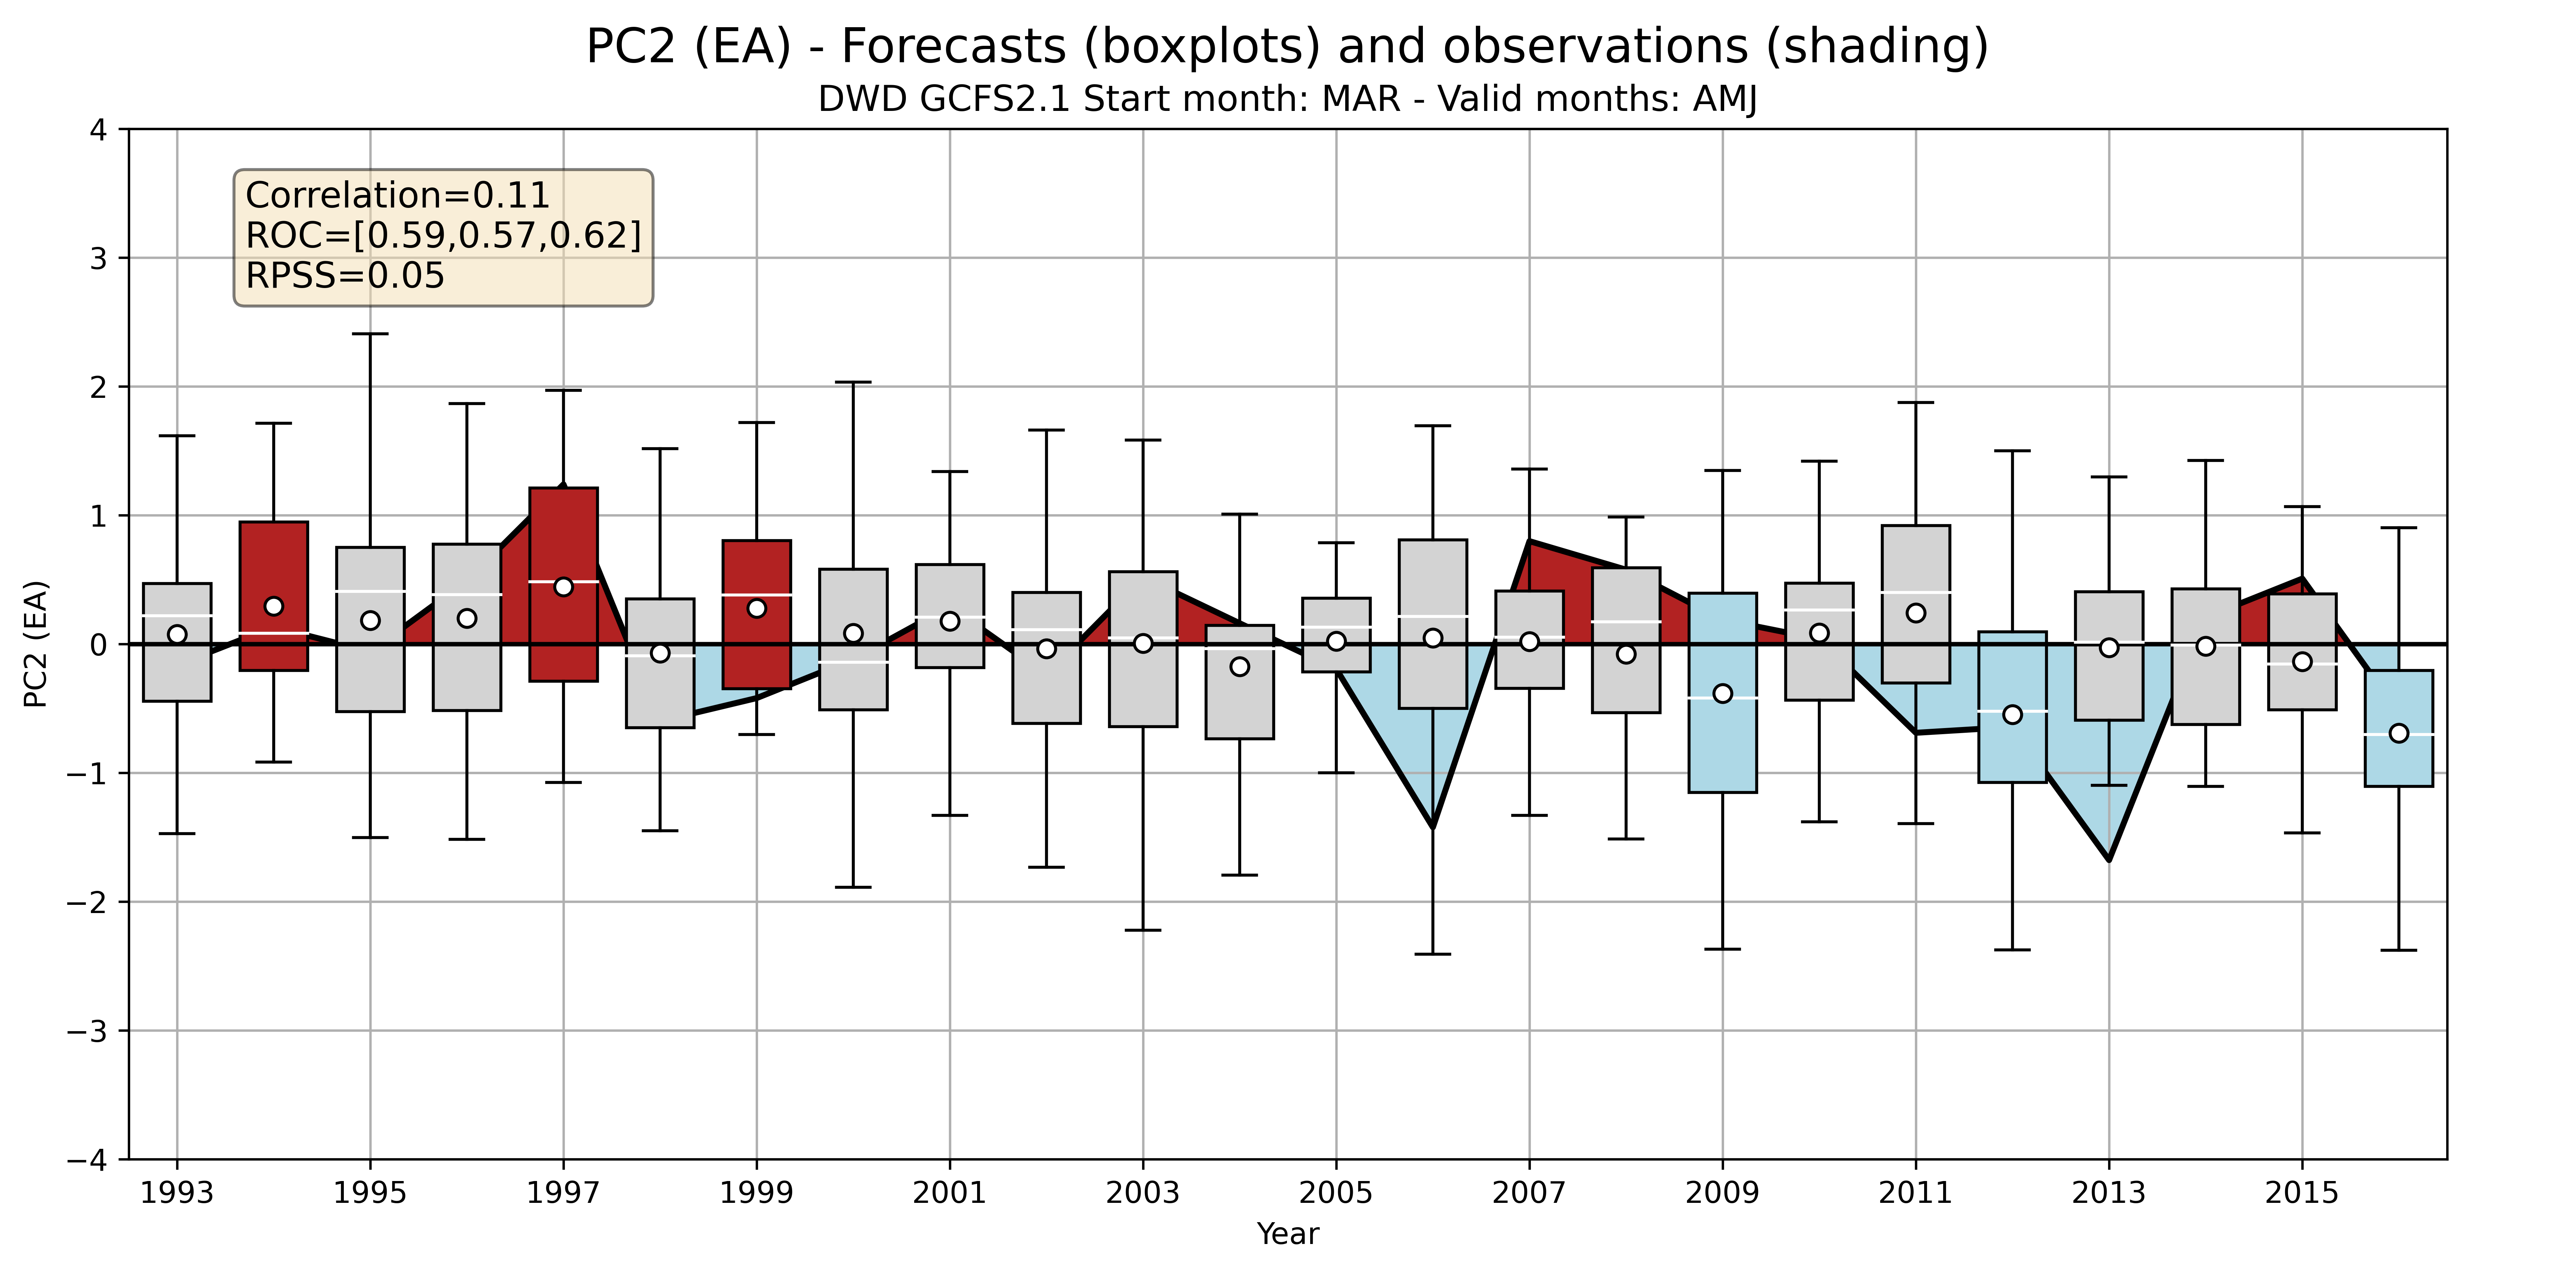 PC2 (EA) - Forecasts (boxplots) and observations (shading)
DWD GCFS2.1 Start month: MAR - Valid months: AMJ
Correlation=0.11
ROC=[0.59,0.57,0.62]
RPSS=0.05
PC2 (EA)
4
3
2
1
0
−1
−2
−3
−4
1993 1995 1997 1999 2001 2003 2005 2007 2009 2011 2013 2015
Year